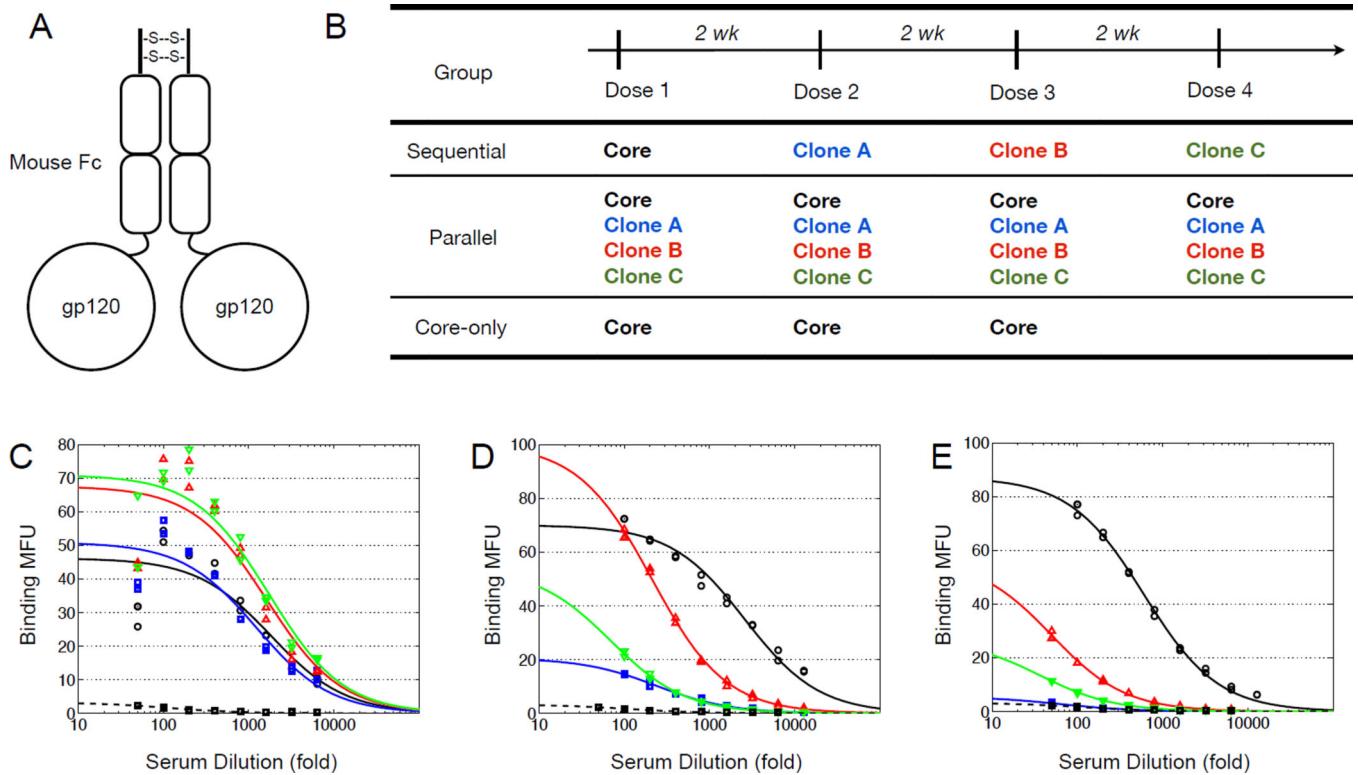 A
-S--S-
-S--S-
Mouse Fc
gp120
gp120
B
Group
2 wk
2 wk
2 wk
Dose 1
Dose 2
Dose 3
Dose 4
Sequential
Core
Clone A
Clone B
Clone C
Parallel
Core
Core
Core
Core
Clone A
Clone A
Clone A
Clone A
Clone B
Clone B
Clone B
Clone B
Clone C
Clone C
Clone C
Clone C
Core-only
Core
Core
Core
C
Binding MFU
80
70
60
50
40
30
20
10
0
10
100
1000
10000
Serum Dilution (fold)
D
Binding MFU
100
80
60
40
20
0
10
100
1000
10000
Serum Dilution (fold)
E
Binding MFU
100
80
60
40
20
0
10
100
1000
10000
Serum Dilution (fold)